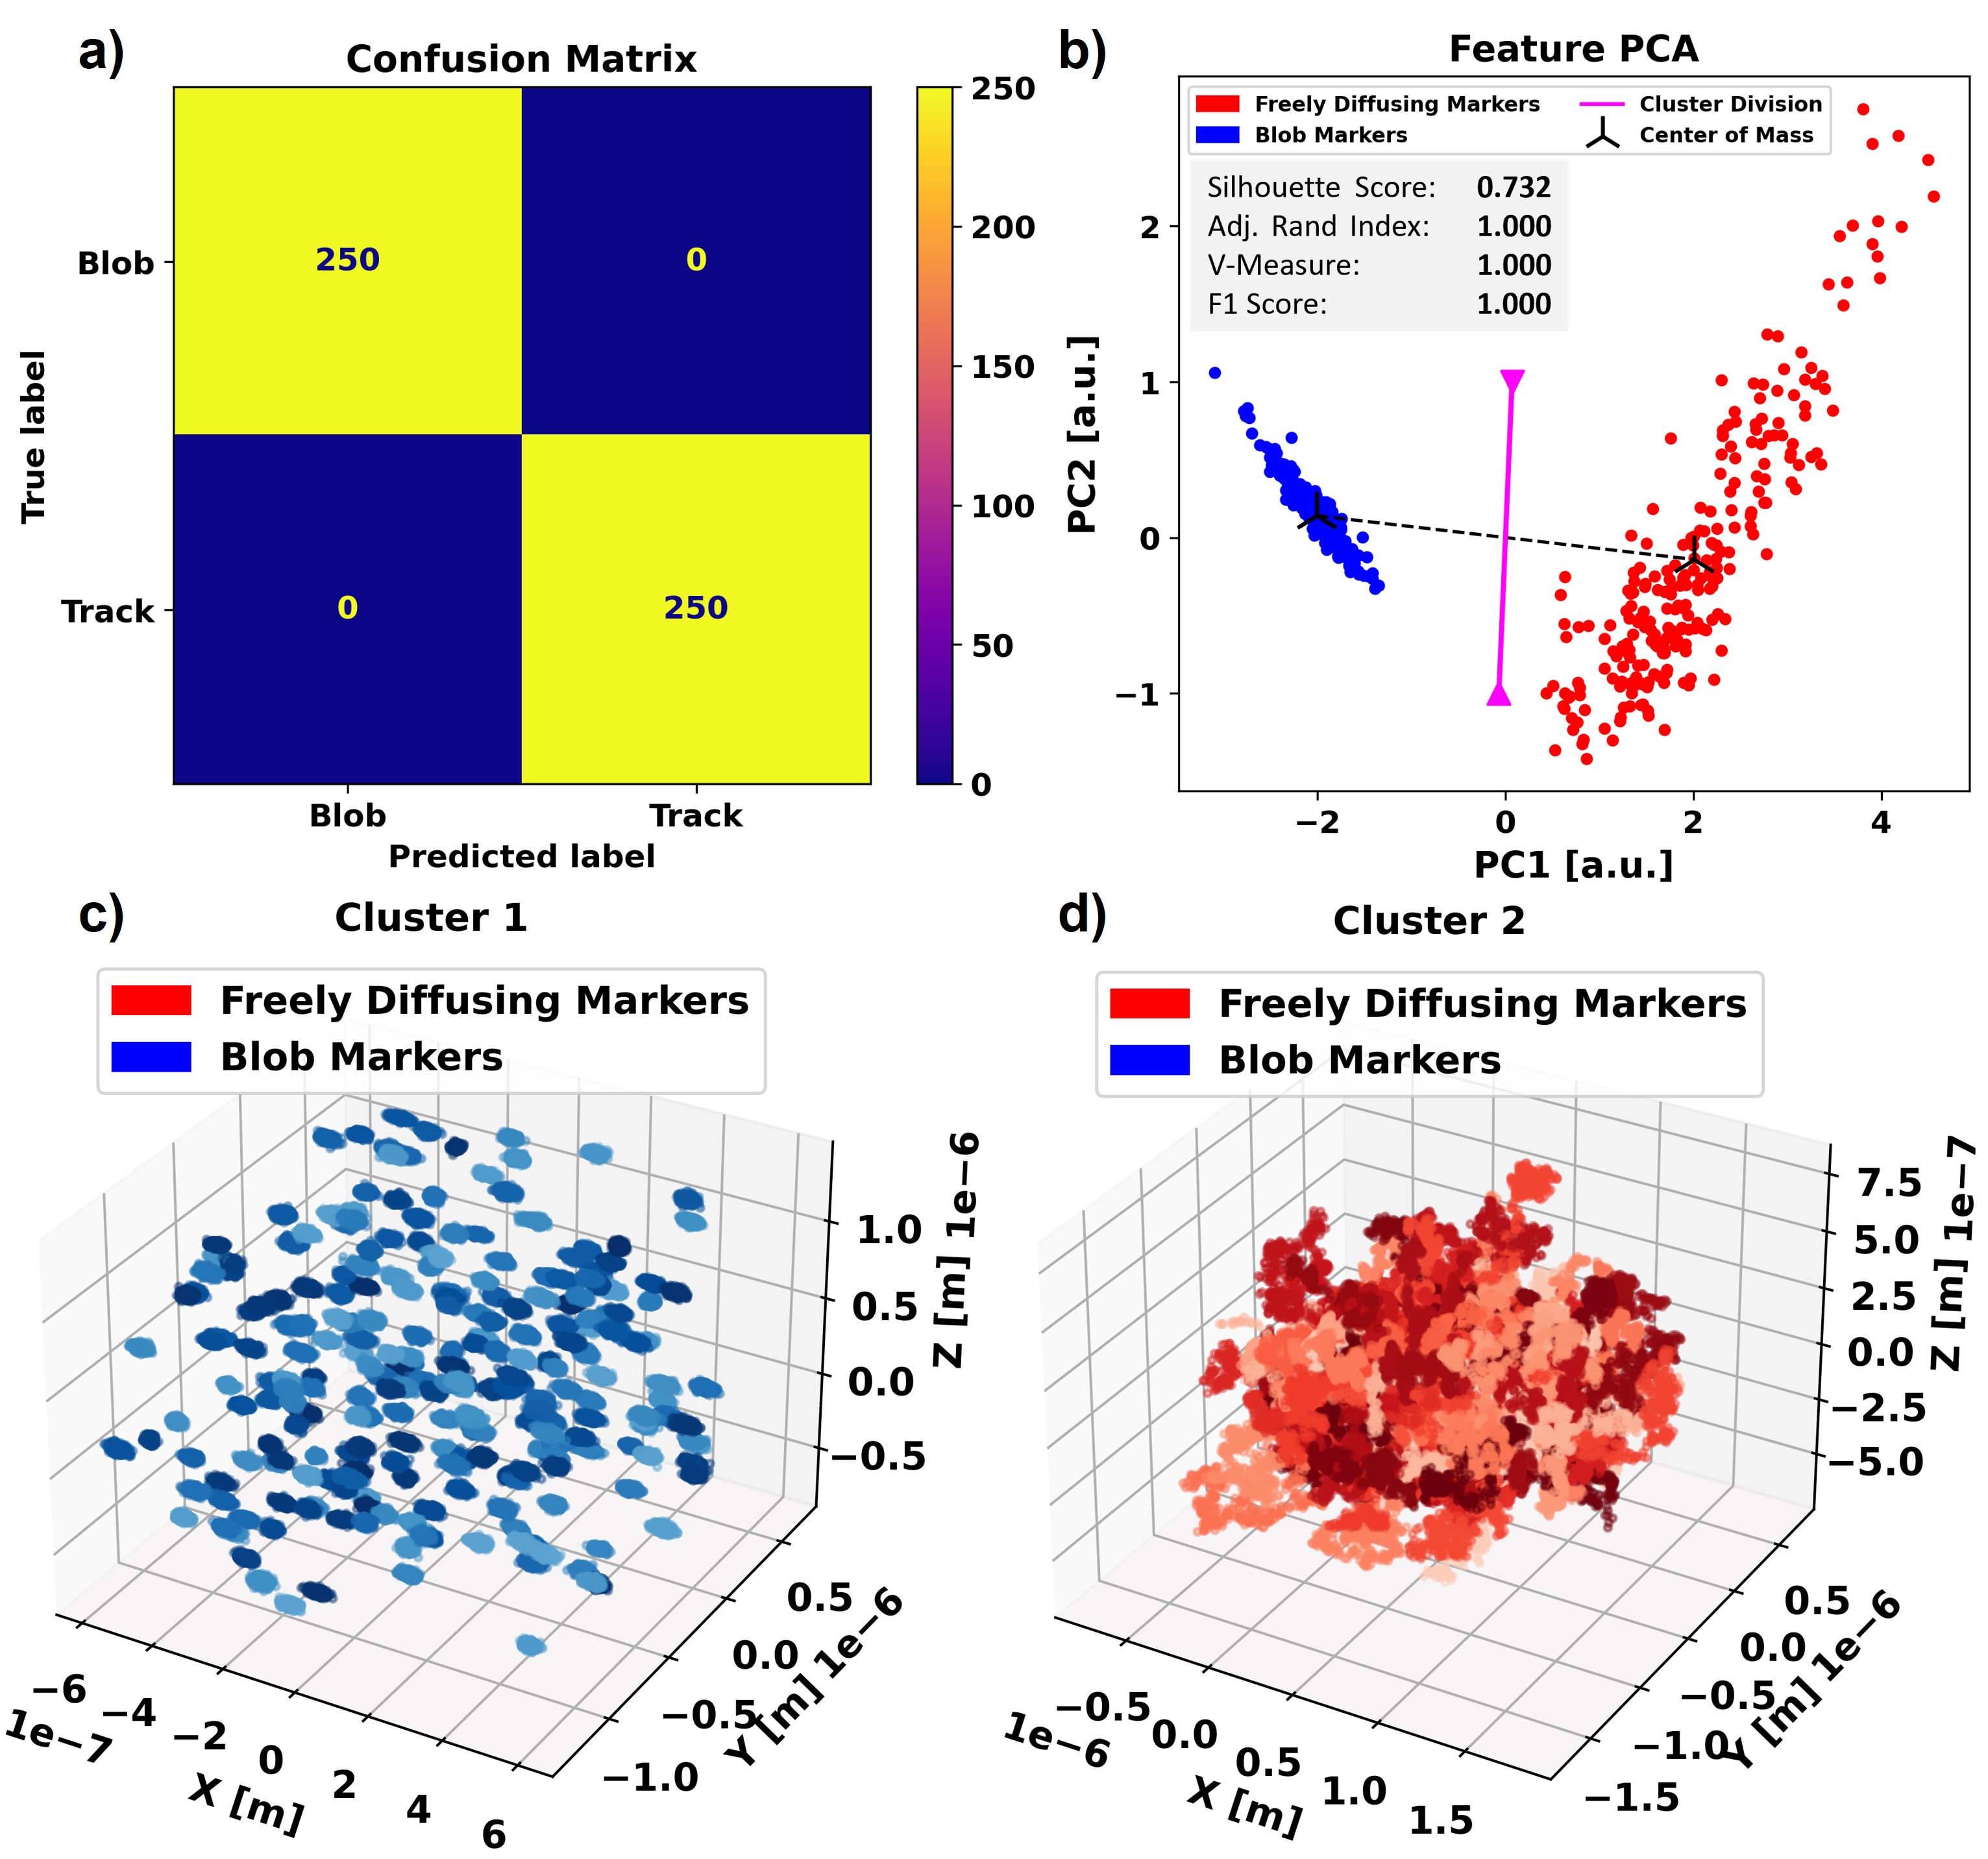 a)
Confusion Matrix
True label
Blob
Track
250
0
0
250
Blob
Track
Predicted label
250
200
150
100
50
0
b)
Feature PCA
Freely Diffusing Markers
Blob Markers
Cluster Division
Center of Mass
Silhouette Score: 0.732
Adj. Rand Index: 1.000
V-Measure: 1.000
F1 Score: 1.000
PC2 [a.u.]
2
1
0
−1
−2
0
2
4
PC1 [a.u.]
c)
Cluster 1
Freely Diffusing Markers
Blob Markers
1.0
0.5
0.0
−0.5
Z [m] 1e−6
0.5
0.0
−0.5
−1.0
Y [m] 1e−6
−6
−4
−2
0
2
4
6
1e−7
X [m]
d)
Cluster 2
Freely Diffusing Markers
Blob Markers
7.5
5.0
2.5
0.0
−2.5
−5.0
Z [m] 1e−7
0.5
0.0
−0.5
−1.0
−1.5
Y [m] 1e−6
−0.5
0.0
0.5
1.0
1.5
1e−6
X [m]